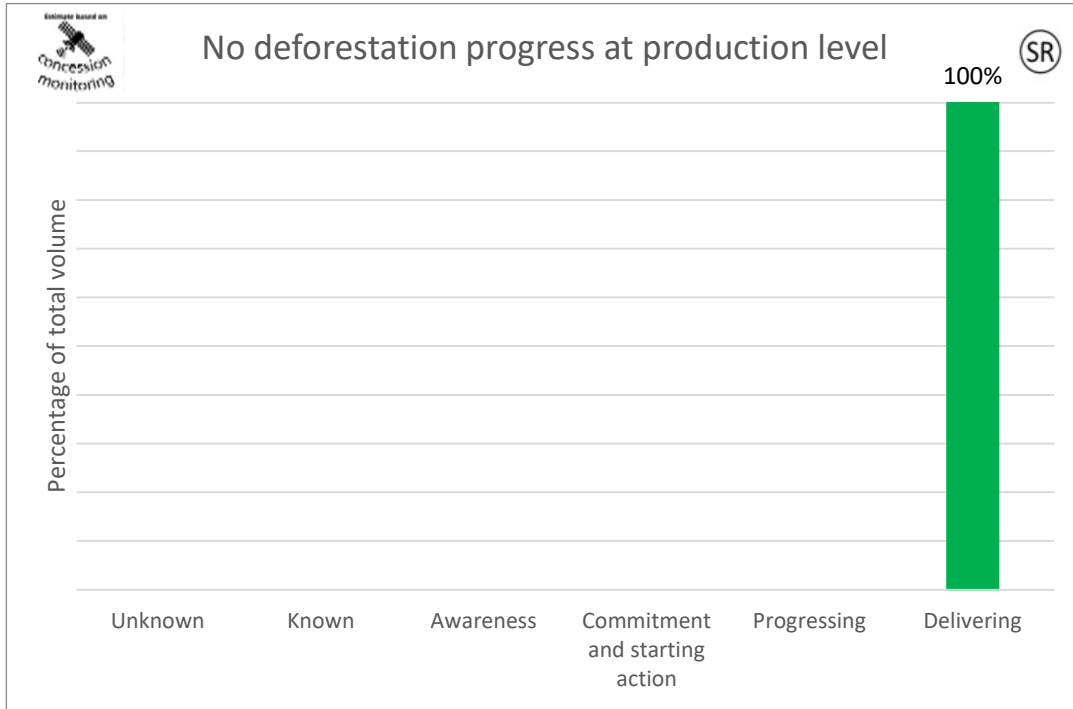 Estimate based on
concession
monitoring
No deforestation progress at production level
SR
100%
Percentage of total volume
Unknown
Known
Awareness
Commitment
and starting
action
Progressing
Delivering